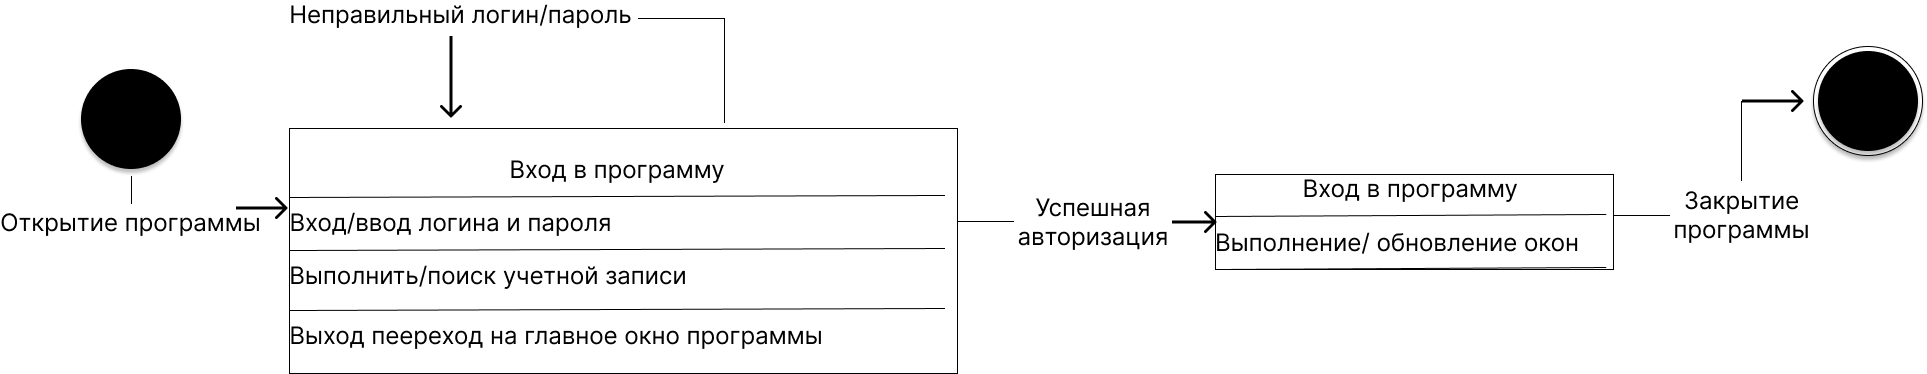 Неправильный логин/пароль
Открытие программы
Вход в программу
Вход/ввод логина и пароля
Выполнить/поиск учетной записи
Выход пеереход на главное окно программы
Успешная
авторизация
Вход в программу
Выполнение/ обновление окон
Закрытие
программы